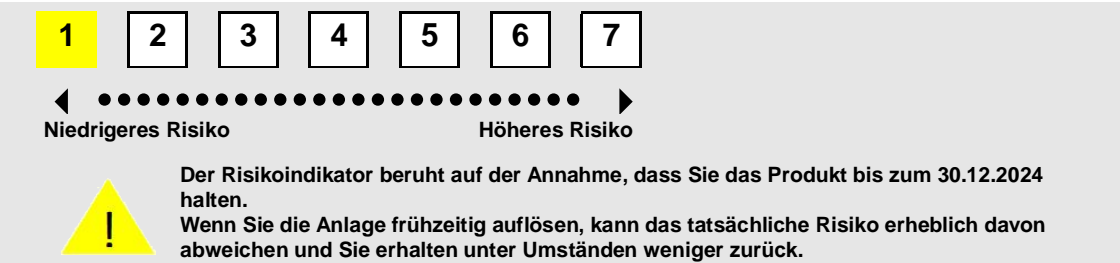 1 2 3 4 5 6 7
Niedrigeres Risiko Höheres Risiko
Der Risikoindikator beruht auf der Annahme, dass Sie das Produkt bis zum 30.12.2024
halten.
Wenn Sie die Anlage frühzeitig auflösen, kann das tatsächliche Risiko erheblich davon
abweichen und Sie erhalten unter Umständen weniger zurück.
!